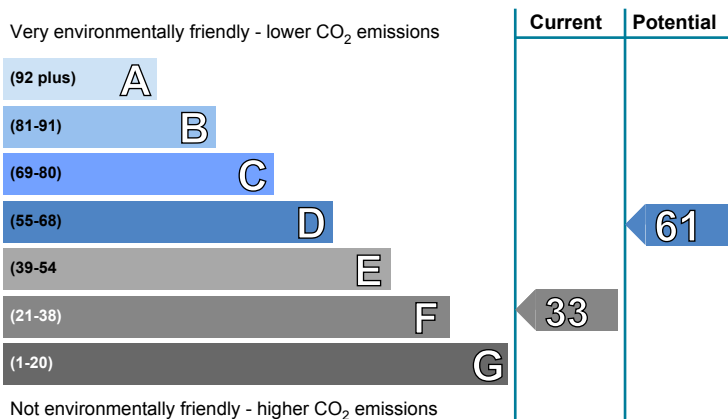 Very environmentally friendly - lower CO₂ emissions
Current
Potential
(92 plus) A
(81-91) B
(69-80) C
(55-68) D
61
(39-54 E
(21-38) F
33
(1-20) G
Not environmentally friendly - higher CO₂ emissions